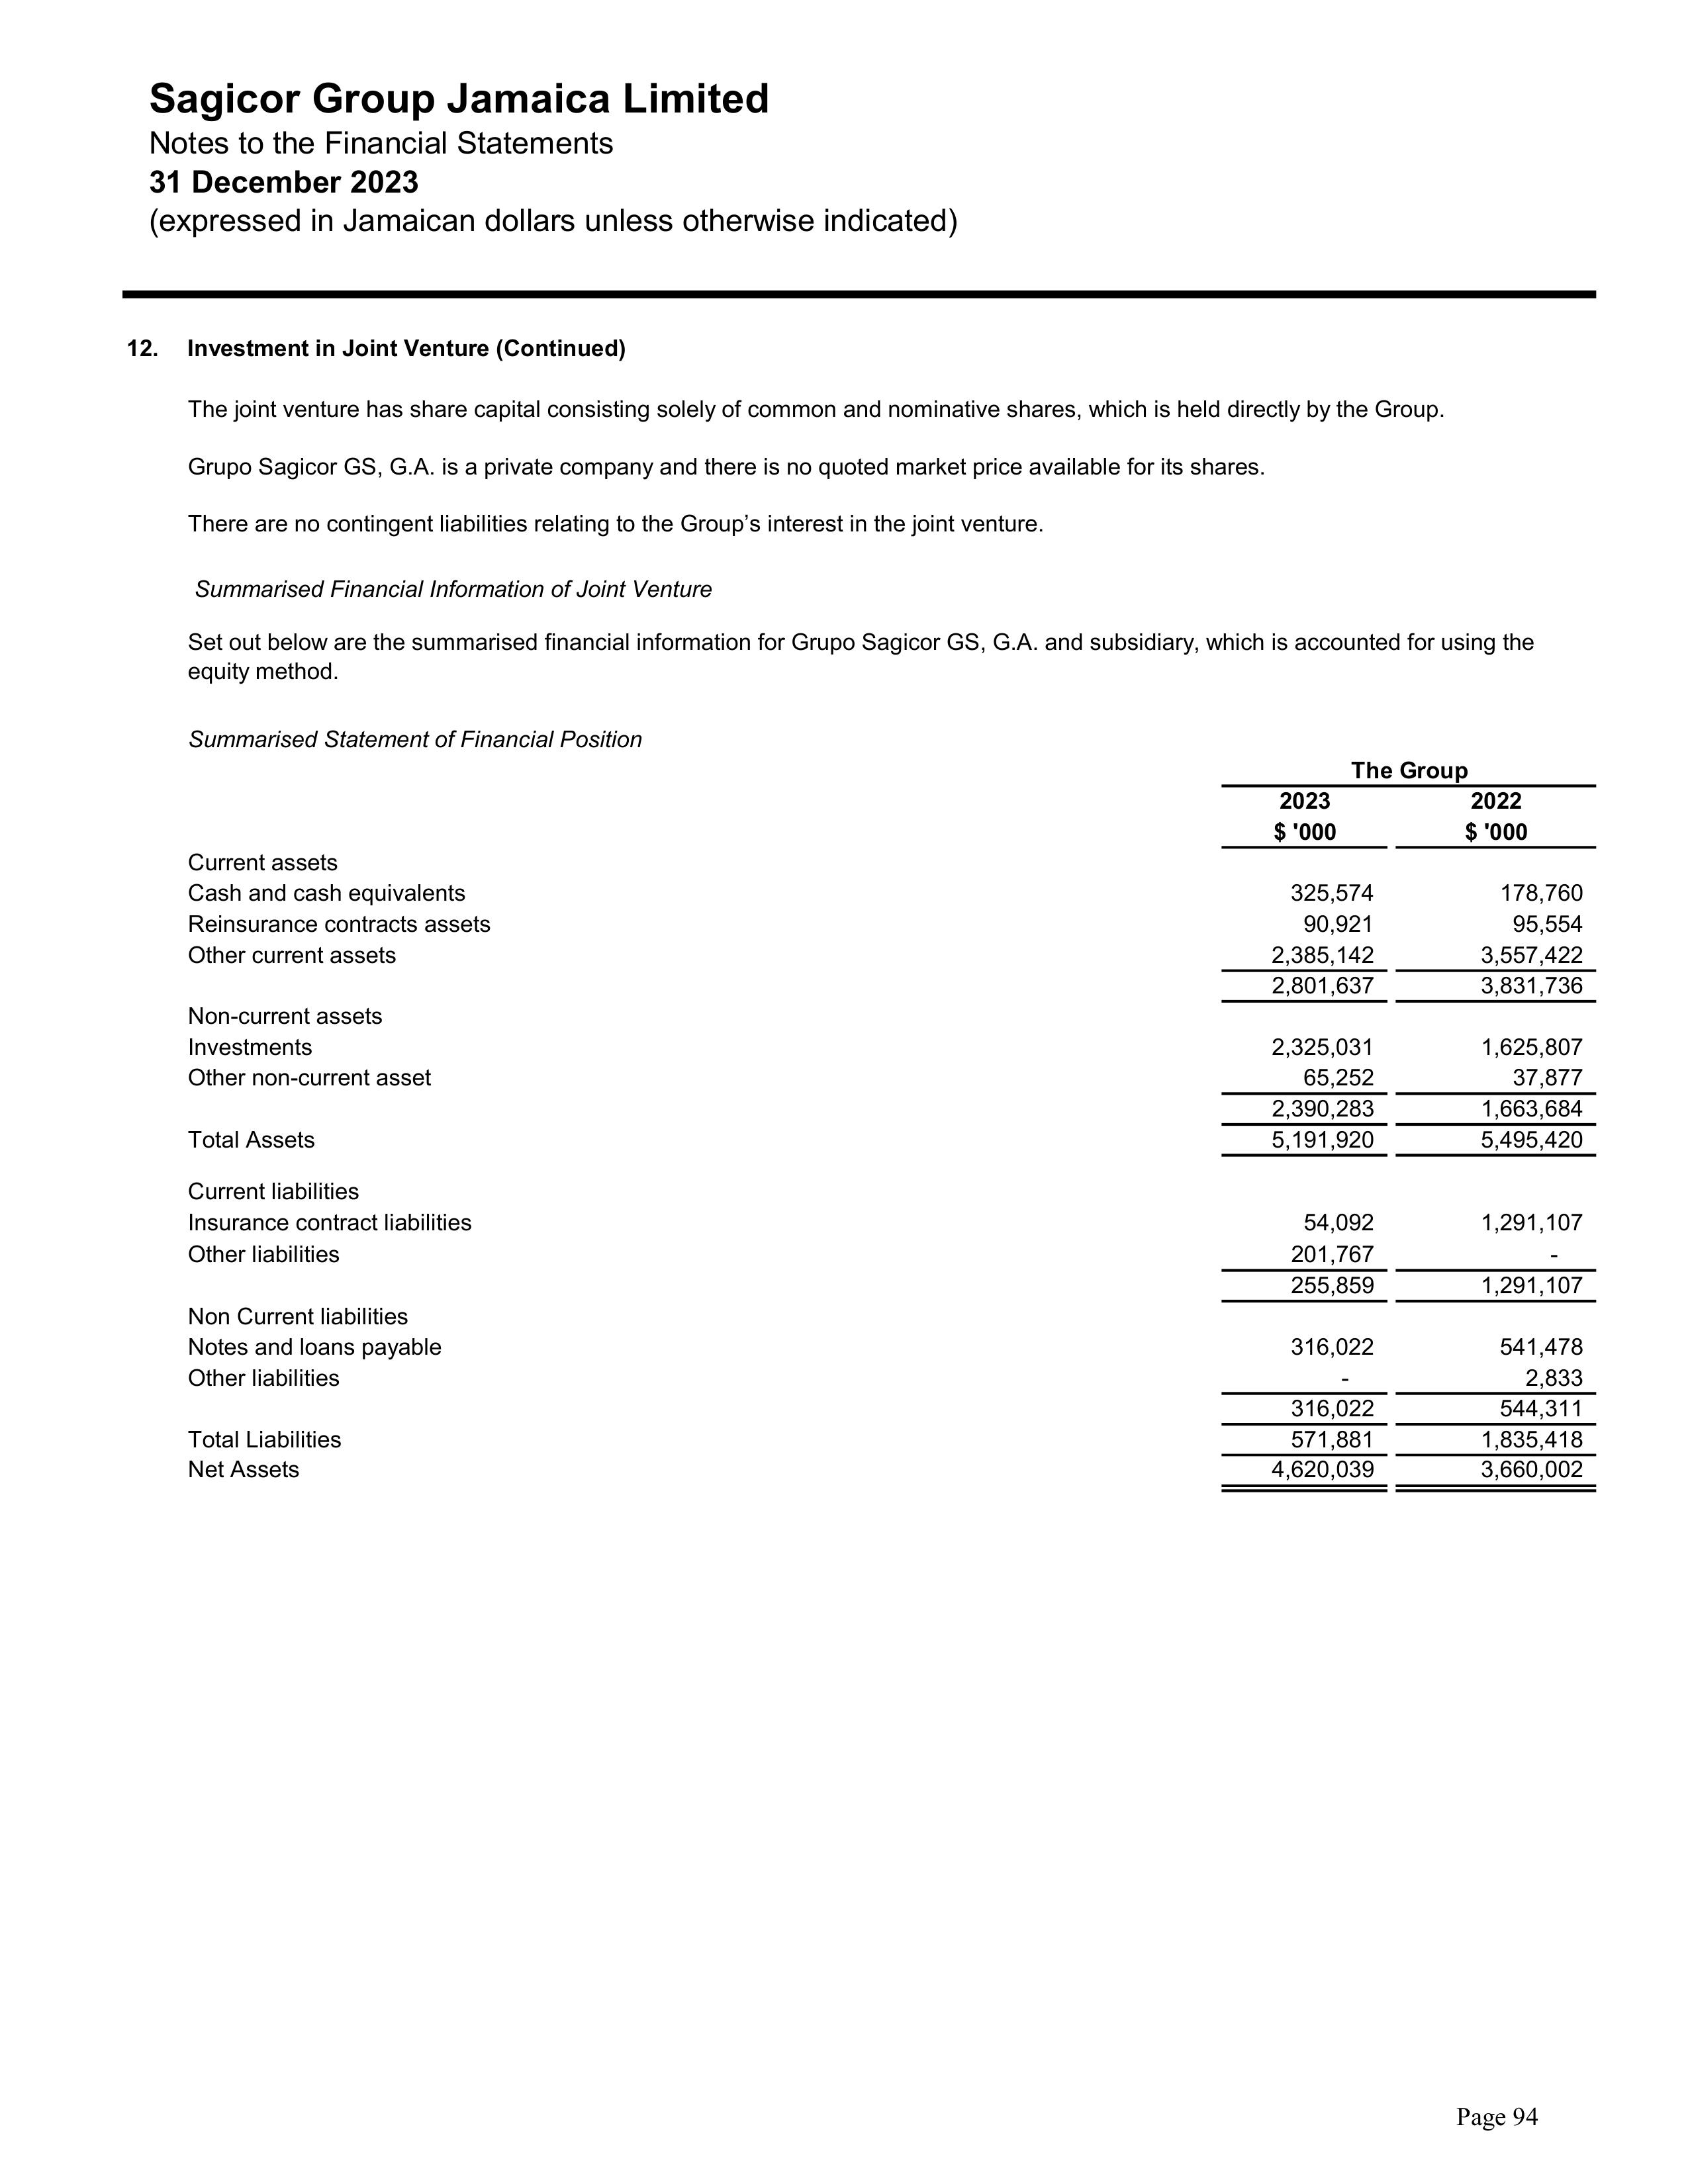 Sagicor Group Jamaica Limited
Notes to the Financial Statements
31 December 2023
(expressed in Jamaican dollars unless otherwise indicated)
12. Investment in Joint Venture (Continued)
The joint venture has share capital consisting solely of common and nominative shares, which is held directly by the Group.
Grupo Sagicor GS, G.A. is a private company and there is no quoted market price available for its shares.
There are no contingent liabilities relating to the Group’s interest in the joint venture.
Summarised Financial Information of Joint Venture
Set out below are the summarised financial information for Grupo Sagicor GS, G.A. and subsidiary, which is accounted for using the
equity method.
Summarised Statement of Financial Position
The Group
2023 2022
$ '000 $ '000
Current assets
Cash and cash equivalents 325,574 178,760
Reinsurance contracts assets 90,921 95,554
Other current assets 2,385,142 3,557,422
2,801,637 3,831,736
Non-current assets
Investments 2,325,031 1,625,807
Other non-current asset 65,252 37,877
2,390,283 1,663,684
Total Assets 5,191,920 5,495,420
Current liabilities
Insurance contract liabilities 54,092 1,291,107
Other liabilities 201,767 -
255,859 1,291,107
Non Current liabilities
Notes and loans payable 316,022 541,478
Other liabilities - 2,833
316,022 544,311
Total Liabilities 571,881 1,835,418
Net Assets 4,620,039 3,660,002
Page 94